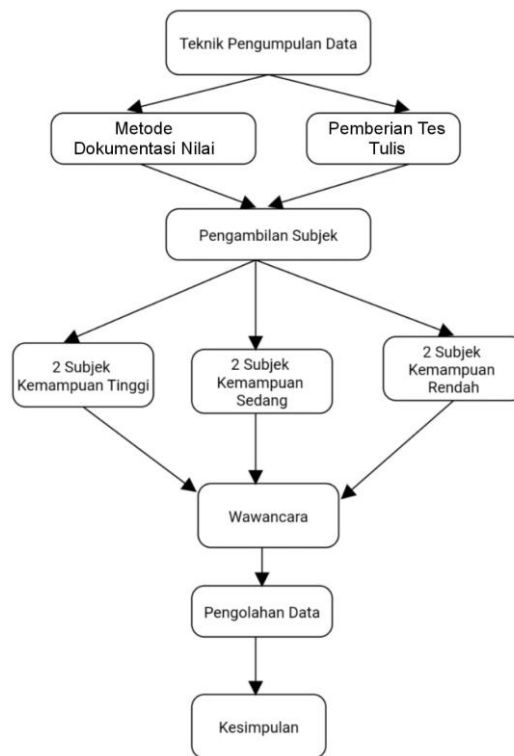 Teknik Pengumpulan Data
Metode
Dokumentasi Nilai
Pemberian Tes
Tulis
Pengambilan Subjek
2 Subjek
Kemampuan Tinggi
2 Subjek
Kemampuan
Sedang
2 Subjek
Kemampuan
Rendah
Wawancara
Pengolahan Data
Kesimpulan